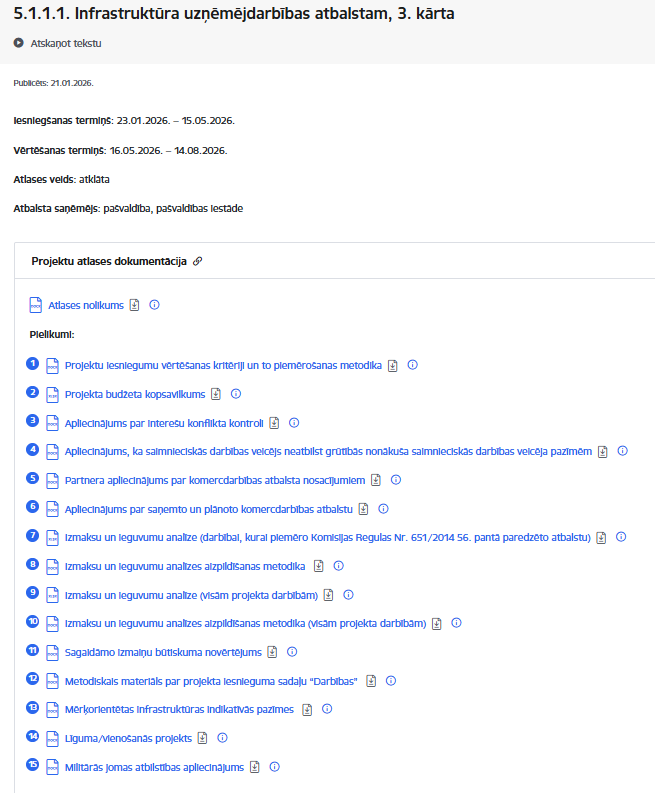 5.1.1.1. Infrastruktūra uzņēmējdarbības atbalstam, 3. kārta
Atskaņot tekstu
Publicēts: 21.01.2026.
Iesniegšanas termiņš: 23.01.2026. – 15.05.2026.
Vērtēšanas termiņš: 16.05.2026. – 14.08.2026.
Atlases veids: atklāta
Atbalsta saņēmējs: pašvaldība, pašvaldības iestāde
Projektu atlases dokumentācija
Atlases nolikums
Pielikumi:
1 Projektu iesniegumu vērtēšanas kritēriji un to piemērošanas metodika
2 Projekta budžeta kopsavilkums
3 Apliecinājums par interešu konflikta kontroli
4 Apliecinājums, ka saimnieciskās darbības veicējs neatbilst grūtībās nonākuša saimnieciskās darbības veicēja pazīmēm
5 Partnera apliecinājums par komercdarbības atbalsta nosacījumiem
6 Apliecinājums par saņemto un plānoto komercdarbības atbalstu
7 Izmaksu un ieguvumu analīze (darbībai, kurai piemēro Komisijas Regulas Nr. 651/2014 56. pantā paredzēto atbalstu)
8 Izmaksu un ieguvumu analīzes aizpildīšanas metodika
9 Izmaksu un ieguvumu analīze (visām projekta darbībām)
10 Izmaksu un ieguvumu analīzes aizpildīšanas metodika (visām projekta darbībām)
11 Sagaidāmo izmaiņu būtiskuma novērtējums
12 Metodiskais materiāls par projekta iesnieguma sadaļu “Darbības”
13 Mērķorientētas infrastruktūras indikatīvās pazīmes
14 Līguma/vienošanās projekts
15 Militārās jomas atbilstības apliecinājums